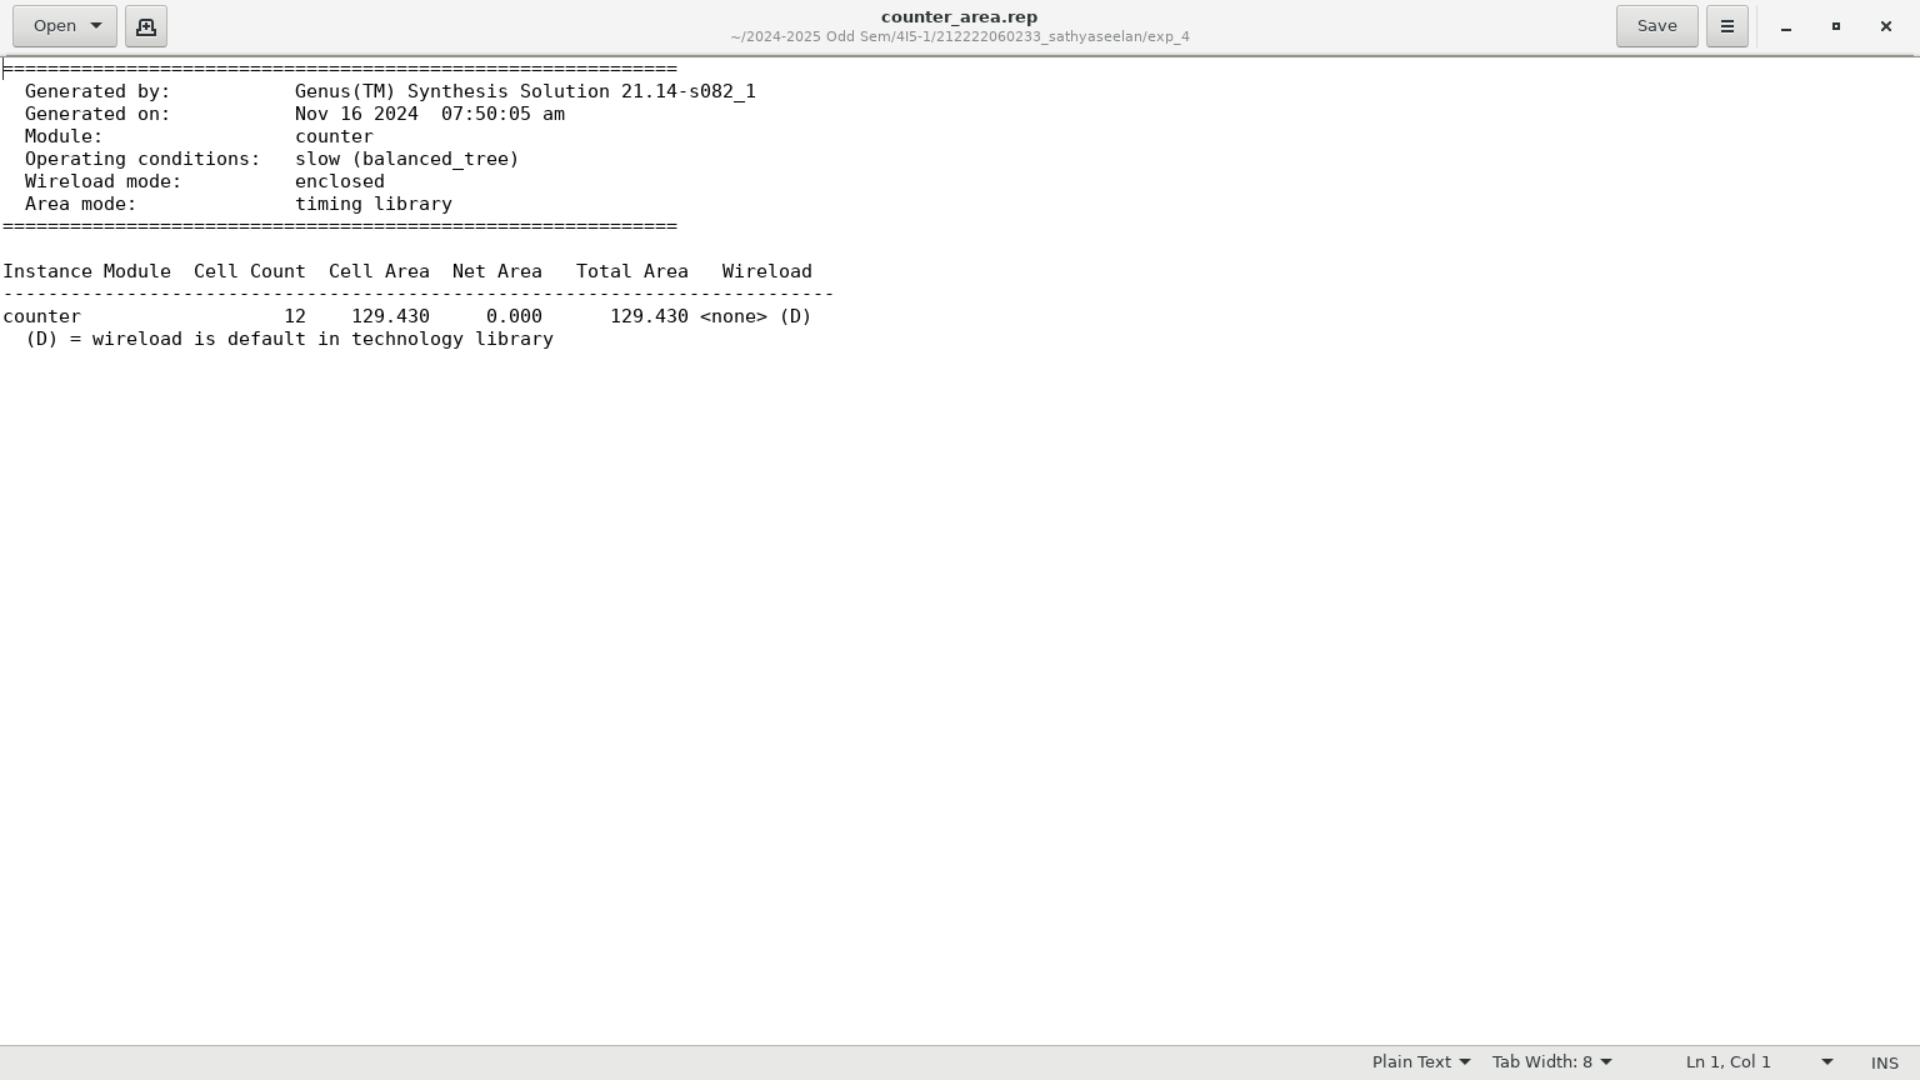 Open
counter_area.rep
~/2024-2025 Odd Sem/4I5-1/212222060233_sathyaseelan/exp_4
Save
============================================================
  Generated by:           Genus(TM) Synthesis Solution 21.14-s082_1
  Generated on:           Nov 16 2024  07:50:05 am
  Module:                 counter
  Operating conditions:   slow (balanced_tree)
  Wireload mode:          enclosed
  Area mode:              timing library
============================================================
Instance Module  Cell Count  Cell Area  Net Area   Total Area   Wireload
--------------------------------------------------------------------------
counter                  12    129.430     0.000      129.430 <none> (D)
  (D) = wireload is default in technology library
Plain Text  Tab Width: 8  Ln 1, Col 1  INS